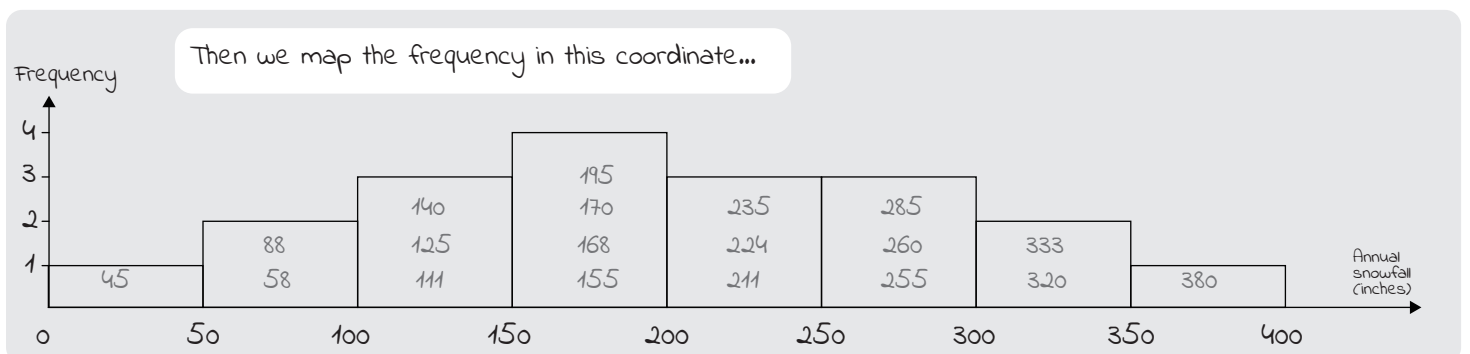 Then we map the frequency in this coordinate...
Frequency
4
3
2
1
195
140 170 235 285
88 125 168 224 260 333
45 58 111 155 211 255 320 380
Annual
snowfall
(inches)
0 50 100 150 200 250 300 350 400